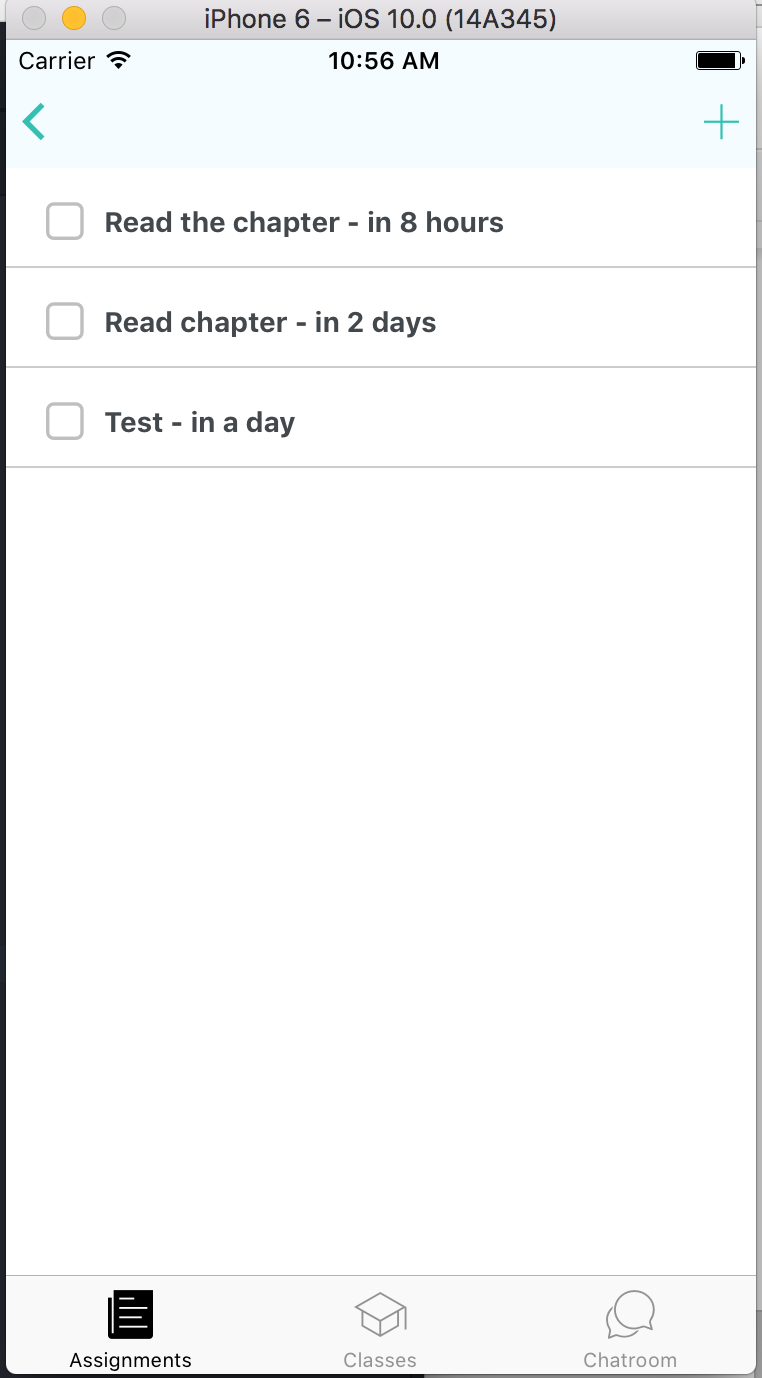 iPhone 6 – iOS 10.0 (14A345)
Carrier 10:56 AM
Read the chapter - in 8 hours
Read chapter - in 2 days
Test - in a day
Assignments Classes Chatroom